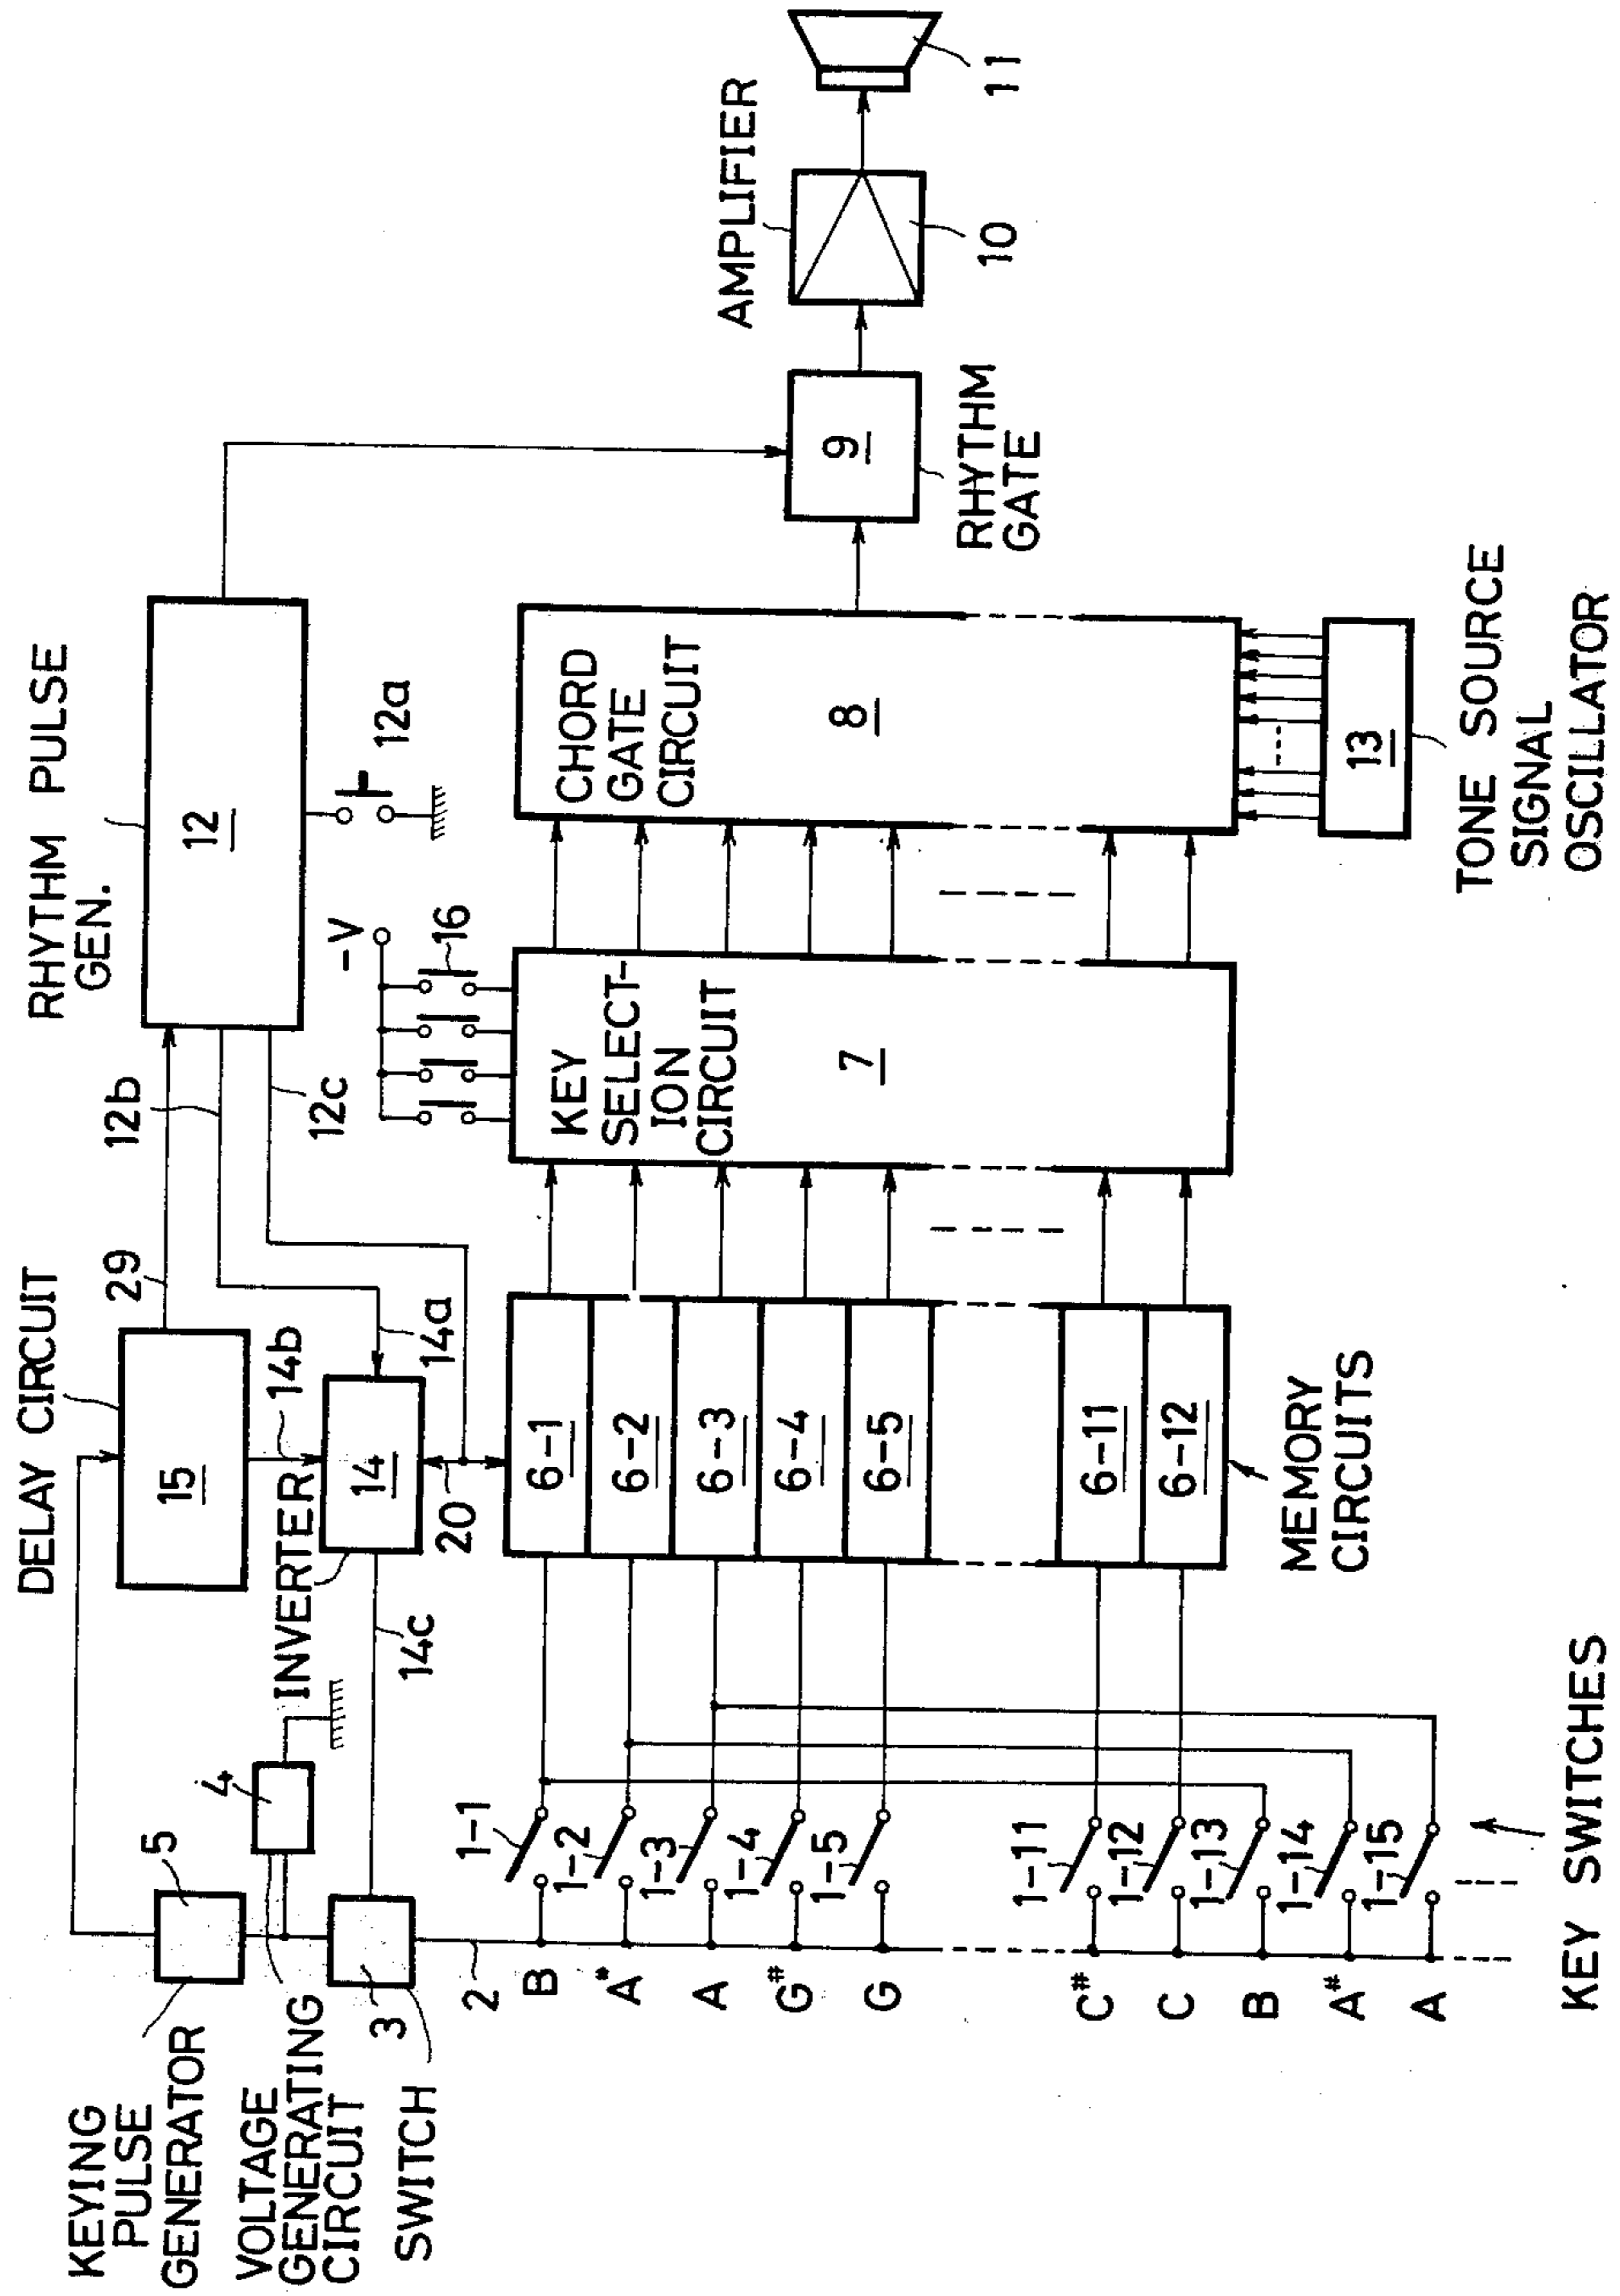 KEYING
PULSE
GENERATOR
5
VOLTAGE
GENERATING
CIRCUIT
4
SWITCH
3
2
DELAY CIRCUIT
15
29
14b
INVERTER
14
14a
14c
20
RHYTHM PULSE
GEN.
12
12a
12b
12c
-V
16
B
A#
A
G#
G
C#
C
B
A#
A
1-1
1-2
1-3
1-4
1-5
1-11
1-12
1-13
1-14
1-15
KEY SWITCHES
6-1
6-2
6-3
6-4
6-5
6-11
6-12
MEMORY
CIRCUITS
KEY
SELECT-
ION
CIRCUIT
7
CHORD
GATE
CIRCUIT
8
13
TONE SOURCE
SIGNAL
OSCILLATOR
9
RHYTHM
GATE
AMPLIFIER
10
11